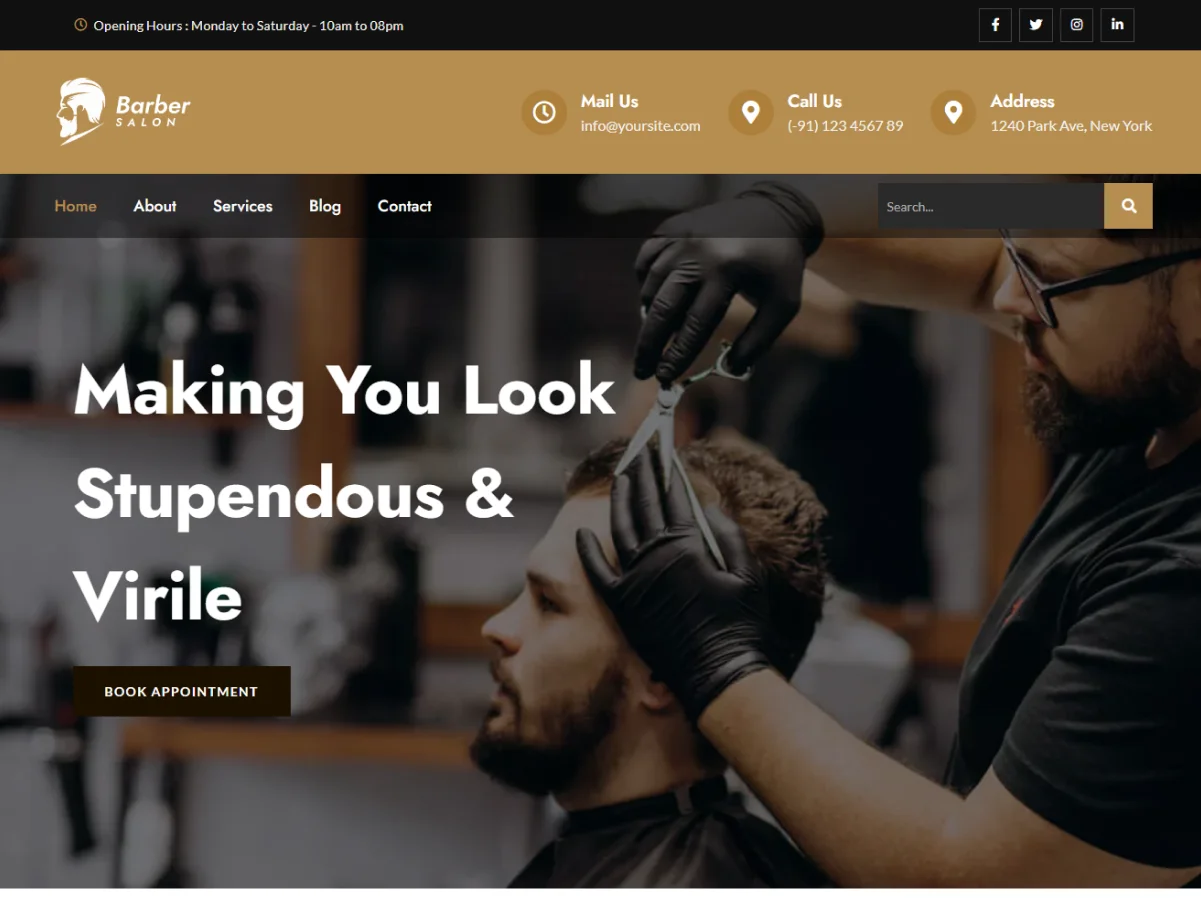 Opening Hours : Monday to Saturday - 10am to 08pm
Barber
SALON
Mail Us
info@yoursite.com
Call Us
(-91) 123 4567 89
Address
1240 Park Ave, New York
Home
About
Services
Blog
Contact
Search...
Making You Look
Stupendous &
Virile
BOOK APPOINTMENT